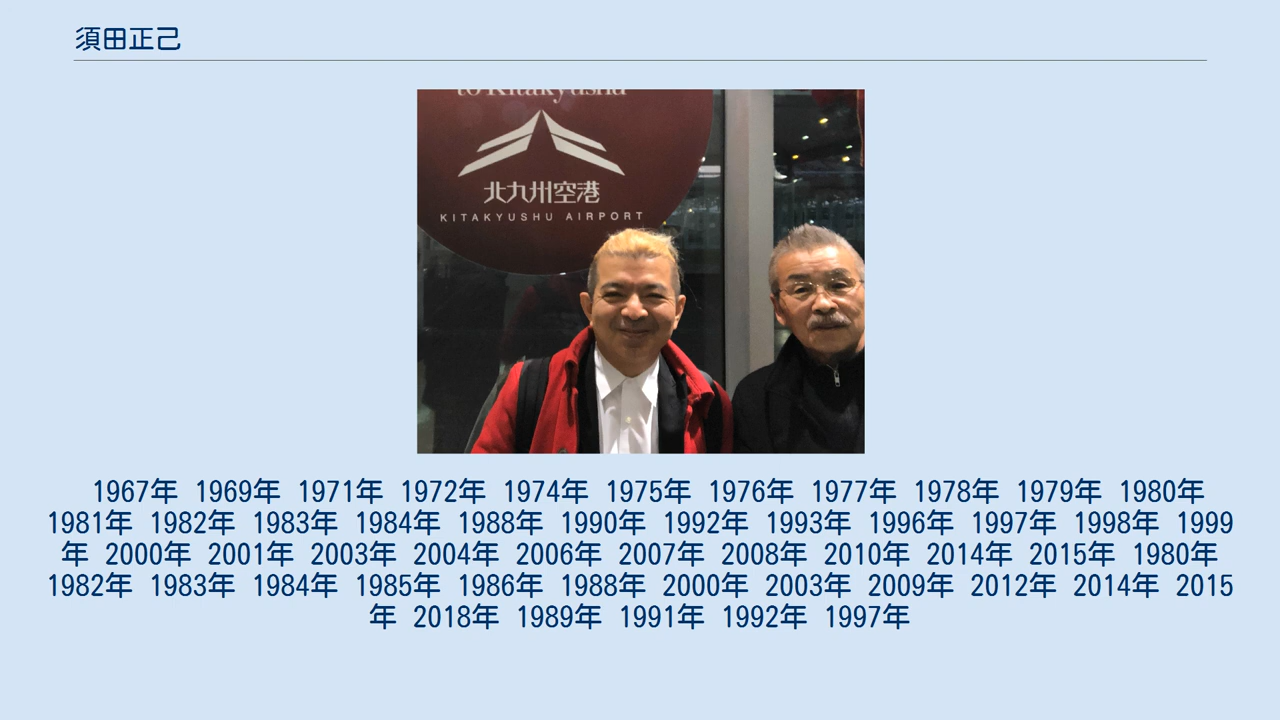 須田正己
to Kitakyushu
北九州空港
KITAKYUSHU AIRPORT
1967年 1969年 1971年 1972年 1974年 1975年 1976年 1977年 1978年 1979年 1980年
1981年 1982年 1983年 1984年 1988年 1990年 1992年 1993年 1996年 1997年 1998年 1999
年 2000年 2001年 2003年 2004年 2006年 2007年 2008年 2010年 2014年 2015年 1980年
1982年 1983年 1984年 1985年 1986年 1988年 2000年 2003年 2009年 2012年 2014年 2015
年 2018年 1989年 1991年 1992年 1997年